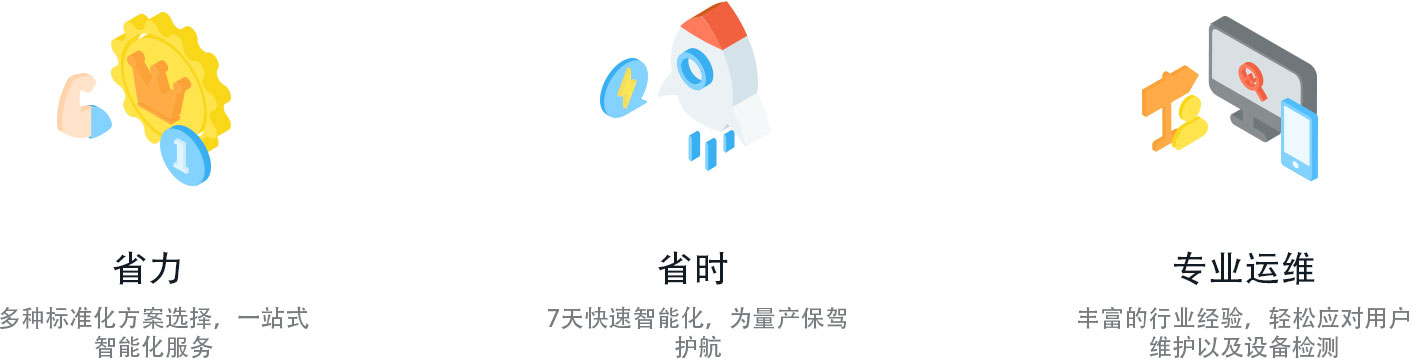 1
省力
多种标准化方案选择，一站式
智能化服务
省时
7天快速智能化，为量产保驾
护航
专业运维
丰富的行业经验，轻松应对用户
维护以及设备检测